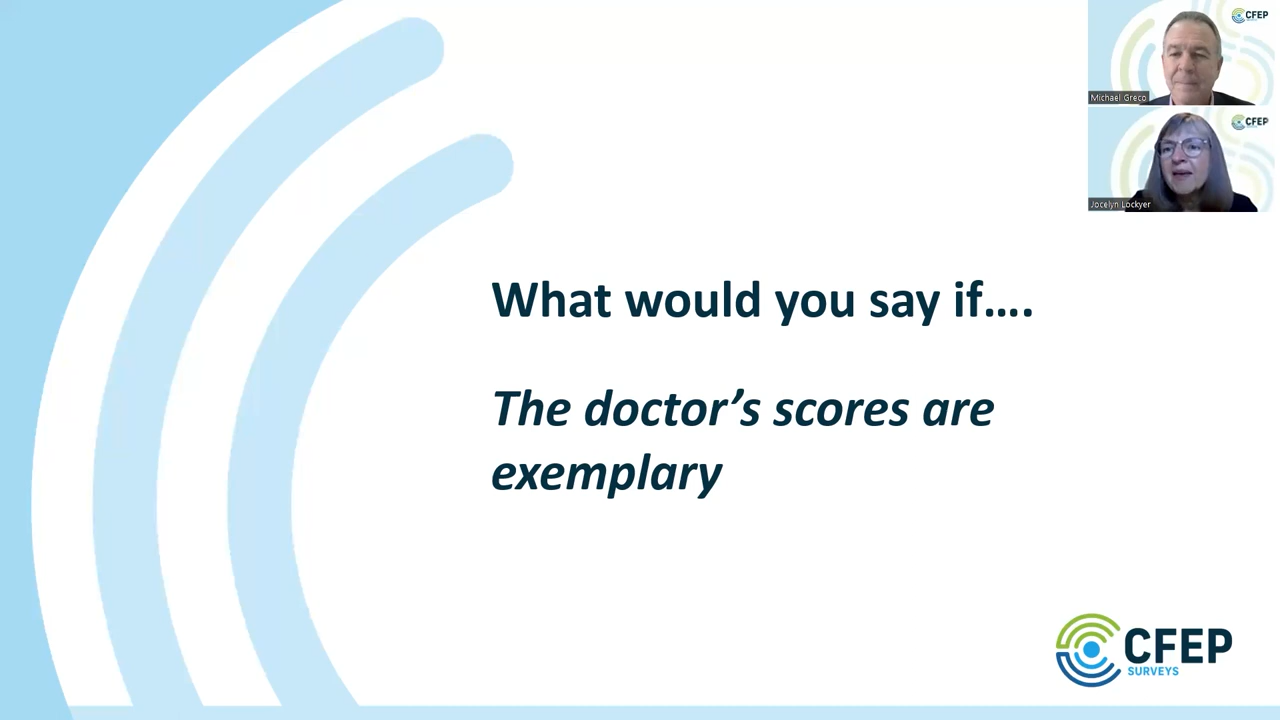 CFEP
Michael Greco
CFEP
Jocelyn Lockyer
What would you say if....
The doctor's scores are
exemplary
CFEP
SURVEYS